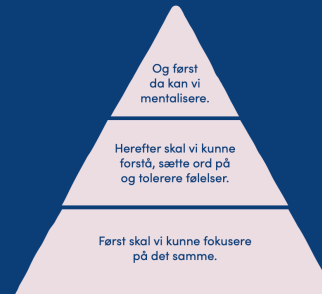 Og først
da kan vi
mentalisere.
Herefter skal vi kunne
forstå, sætte ord på
og tolerere følelser.
Først skal vi kunne fokusere
på det samme.